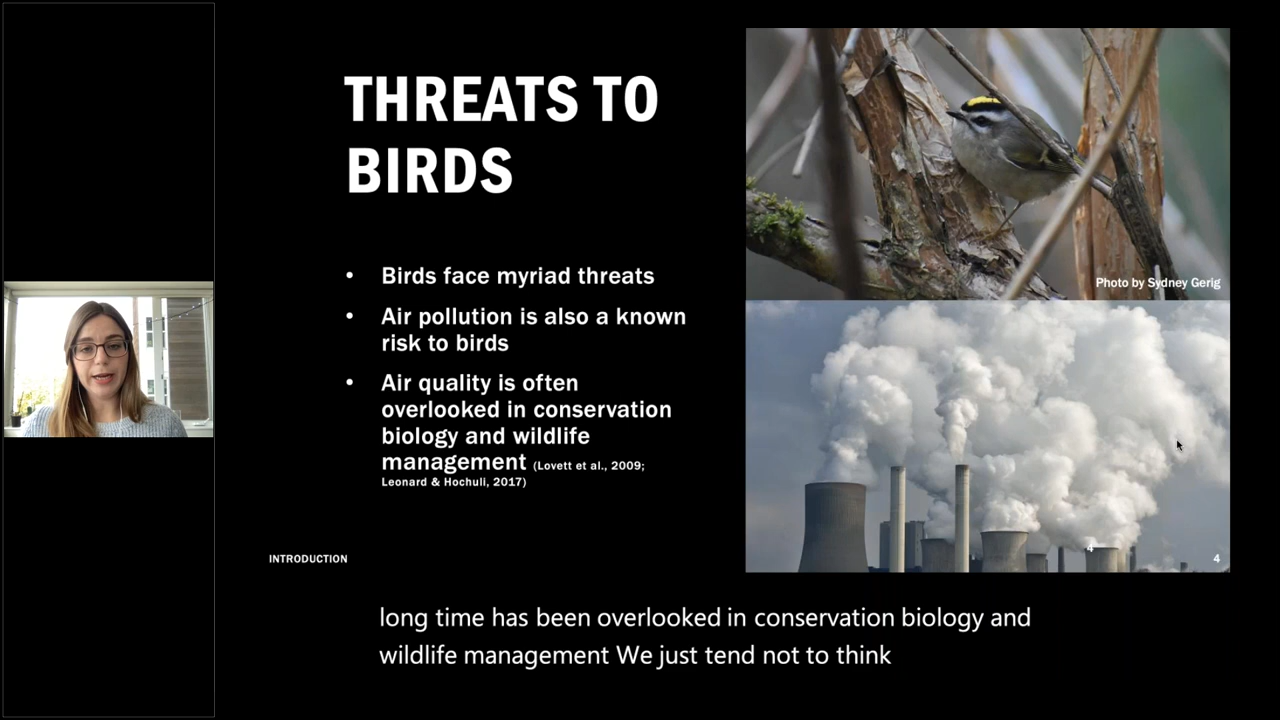 THREATS TO
BIRDS
• Birds face myriad threats
• Air pollution is also a known
risk to birds
• Air quality is often
overlooked in conservation
biology and wildlife
management (Lovett et al., 2009;
Leonard & Hochuli, 2017)
Photo by Sydney Gerig
INTRODUCTION
4
4
long time has been overlooked in conservation biology and
wildlife management We just tend not to think